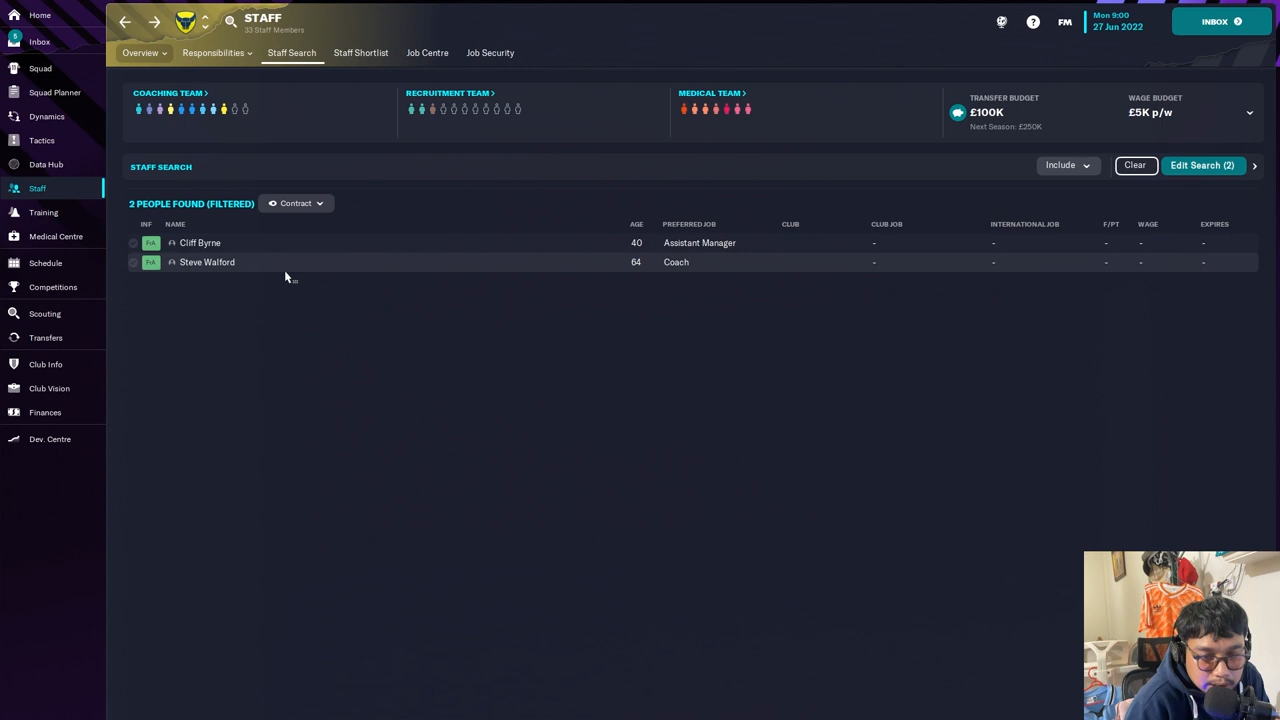 Home
5
Inbox
Squad
Squad Planner
Dynamics
Tactics
Data Hub
Staff
Training
Medical Centre
Schedule
Competitions
Scouting
Transfers
Club Info
Club Vision
Finances
Dev. Centre
STAFF
33 Staff Members
FM
Mon 9:00
27 Jun 2022
INBOX
Overview
Responsibilities
Staff Search
Staff Shortlist
Job Centre
Job Security
COACHING TEAM >
RECRUITMENT TEAM >
MEDICAL TEAM >
TRANSFER BUDGET
£100K
Next Season: £250K
WAGE BUDGET
£5K p/w
STAFF SEARCH
Include
Clear
Edit Search (2)
2 PEOPLE FOUND (FILTERED)
Contract
INF NAME AGE PREFERRED JOB CLUB CLUB JOB INTERNATIONAL JOB F/PT WAGE EXPIRES
FrA Cliff Byrne 40 Assistant Manager - - - - -
FrA Steve Walford 64 Coach - - - - -